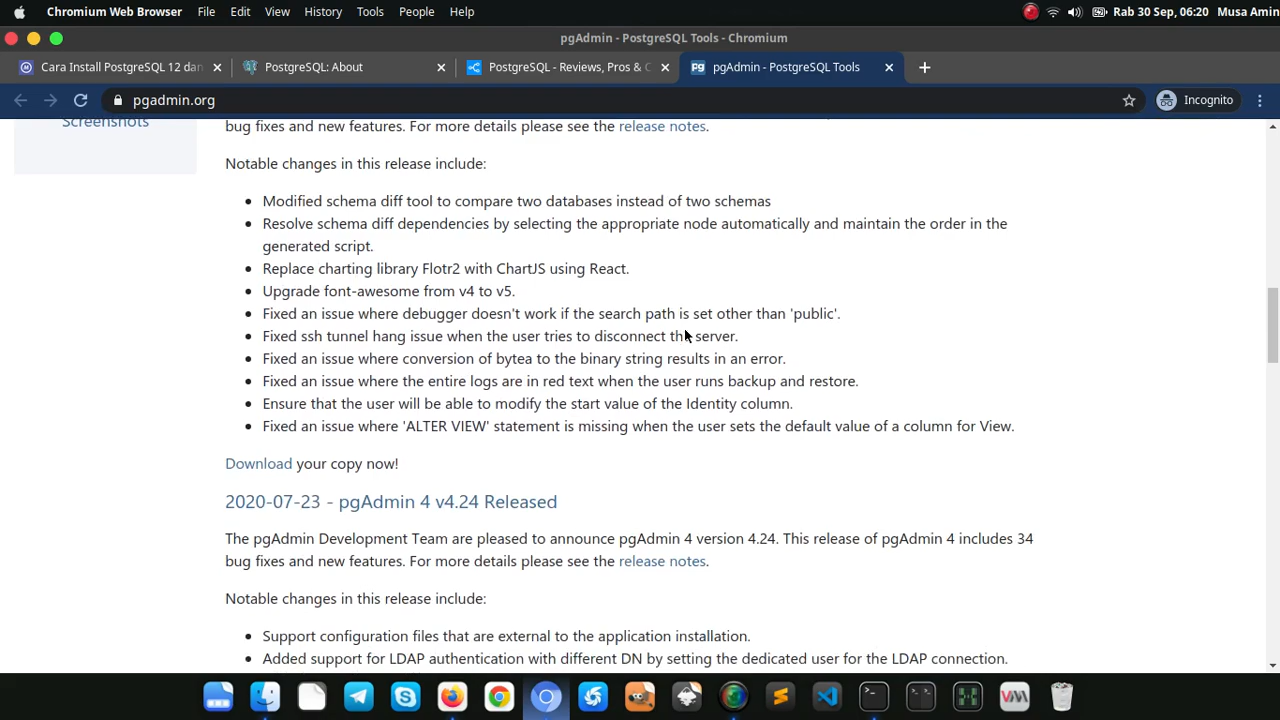 Chromium Web Browser File Edit View History Tools People Help Rab 30 Sep, 06:20 Musa Amin
pgAdmin - PostgreSQL Tools - Chromium
Cara Install PostgreSQL 12 dan PostgreSQL: About PostgreSQL - Reviews, Pros & C pgAdmin - PostgreSQL Tools
pgadmin.org Incognito
Screenshots
bug fixes and new features. For more details please see the release notes.
Notable changes in this release include:
• Modified schema diff tool to compare two databases instead of two schemas
• Resolve schema diff dependencies by selecting the appropriate node automatically and maintain the order in the
generated script.
• Replace charting library Flotr2 with ChartJS using React.
• Upgrade font-awesome from v4 to v5.
• Fixed an issue where debugger doesn't work if the search path is set other than 'public'.
• Fixed ssh tunnel hang issue when the user tries to disconnect the server.
• Fixed an issue where conversion of bytea to the binary string results in an error.
• Fixed an issue where the entire logs are in red text when the user runs backup and restore.
• Ensure that the user will be able to modify the start value of the Identity column.
• Fixed an issue where 'ALTER VIEW' statement is missing when the user sets the default value of a column for View.
Download your copy now!
2020-07-23 - pgAdmin 4 v4.24 Released
The pgAdmin Development Team are pleased to announce pgAdmin 4 version 4.24. This release of pgAdmin 4 includes 34
bug fixes and new features. For more details please see the release notes.
Notable changes in this release include:
• Support configuration files that are external to the application installation.
• Added support for LDAP authentication with different DN by setting the dedicated user for the LDAP connection.